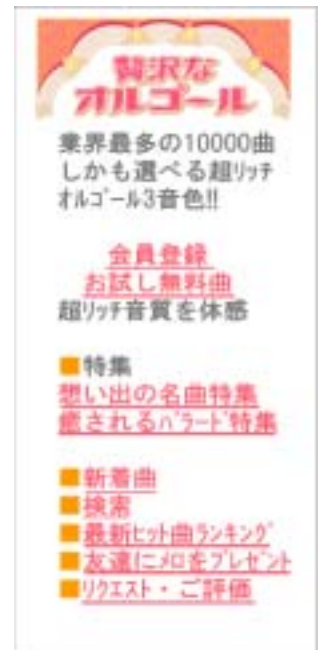 贅沢な
オルゴール
業界最多の10000曲
しかも選べる超ﾘｯﾁ
ｵﾙｺﾞｰﾙ3音色!!
会員登録
お試し無料曲
超ﾘｯﾁ音質を体感
■特集
想い出の名曲特集
癒されるﾊﾞﾗｰﾄﾞ特集
■新着曲
■検索
■最新ﾋｯﾄ曲ﾗﾝｷﾝｸﾞ
■友達にﾒﾛをﾌﾟﾚｾﾞﾝﾄ
■ﾘｸｴｽﾄ・ご評価